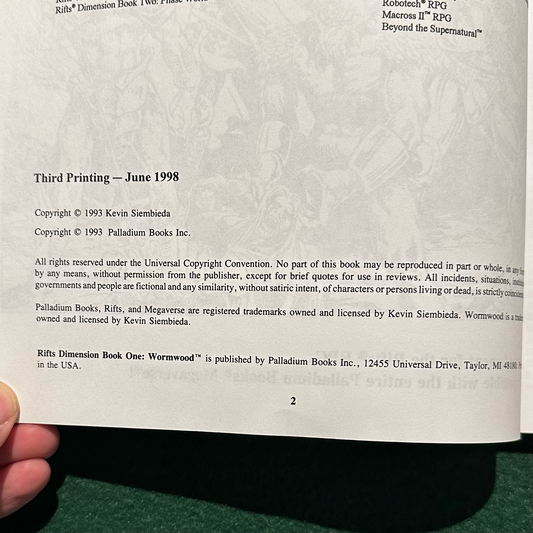 Rifts® Dimension Book Two: Phase
Robotech® RPG
Macross II™ RPG
Beyond the Supernatural™
Third Printing — June 1998
Copyright © 1993 Kevin Siembieda
Copyright © 1993 Palladium Books Inc.
All rights reserved under the Universal Copyright Convention. No part of this book may be reproduced in part or whole, in any
by any means, without permission from the publisher, except for brief quotes for use in reviews. All incidents, situations,
governments and people are fictional and any similarity, without satiric intent, of characters or persons living or dead, is strictly
Palladium Books, Rifts, and Megaverse are registered trademarks owned and licensed by Kevin Siembieda. Wormwood is a
owned and licensed by Kevin Siembieda.
Rifts Dimension Book One: Wormwood™ is published by Palladium Books Inc., 12455 Universal Drive, Taylor, MI 48180.
in the USA.
2